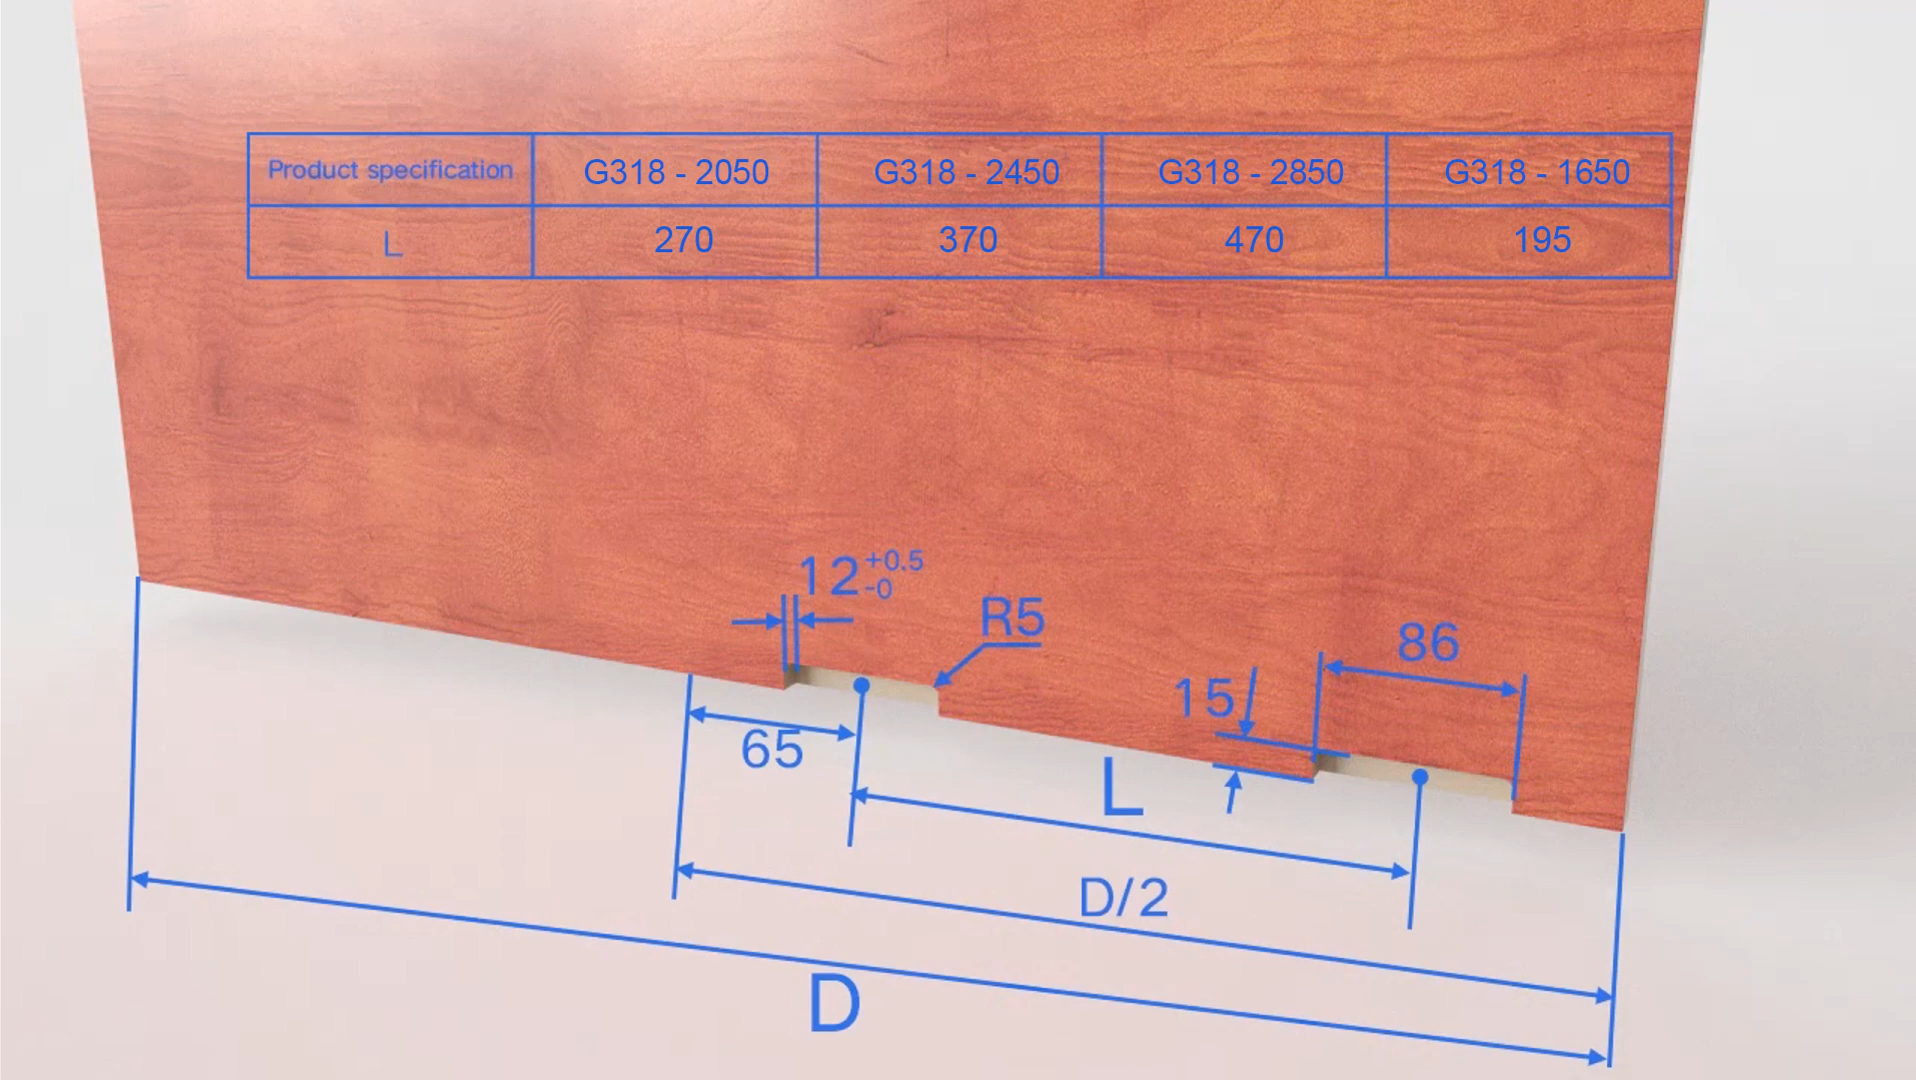 Product specification G318 - 2050 G318 - 2450 G318 - 2850 G318 - 1650
L 270 370 470 195
12 +0.5 -0
R5
86
15
65
L
D/2
D